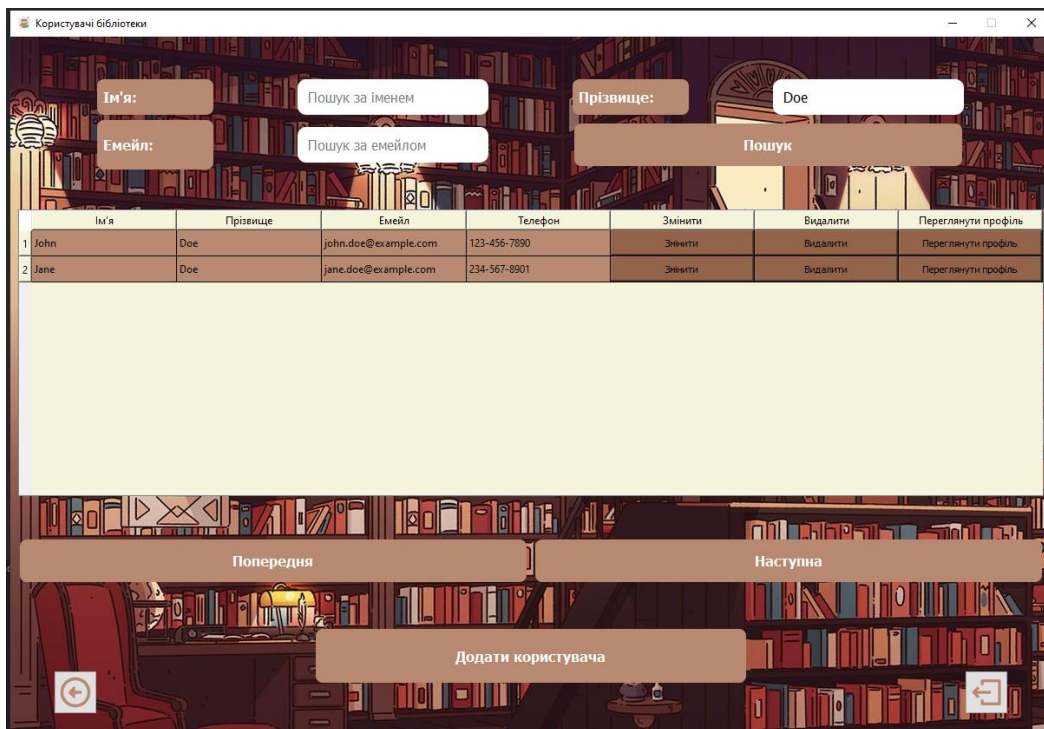 Користувачі бібліотеки
Ім'я: Пошук за іменем Прізвище: Doe
Емейл: Пошук за емейлом Пошук
Ім'я Прізвище Емейл Телефон Змінити Видалити Переглянути профіль
1 John Doe john.doe@example.com 123-456-7890 Змінити Видалити Переглянути профіль
2 Jane Doe jane.doe@example.com 234-567-8901 Змінити Видалити Переглянути профіль
Попередня Наступна
Додати користувача